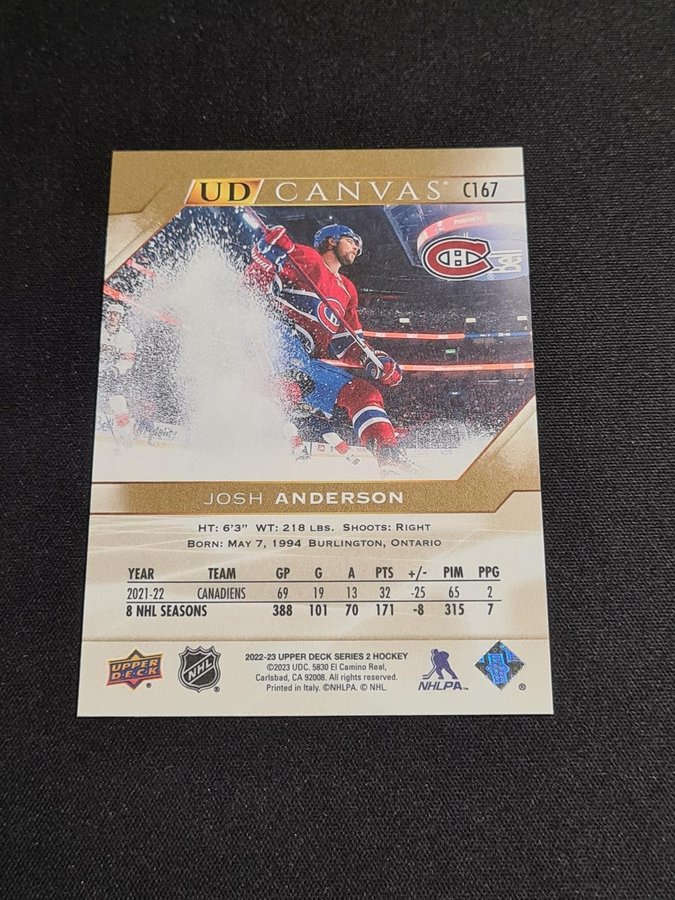 UD CANVAS® C167
JOSH ANDERSON
HT: 6'3" WT: 218 LBS. SHOOTS: RIGHT
BORN: MAY 7, 1994 BURLINGTON, ONTARIO
YEAR TEAM GP G A PTS +/- PIM PPG
2021-22 CANADIENS 69 19 13 32 -25 65 2
8 NHL SEASONS 388 101 70 171 -8 315 7
UPPER DECK®
NHL®
2022-23 UPPER DECK SERIES 2 HOCKEY
©2023 UDC. 5830 El Camino Real,
Carlsbad, CA 92008. All rights reserved.
Printed in Italy. ©NHLPA. © NHL.
NHLPA™
®